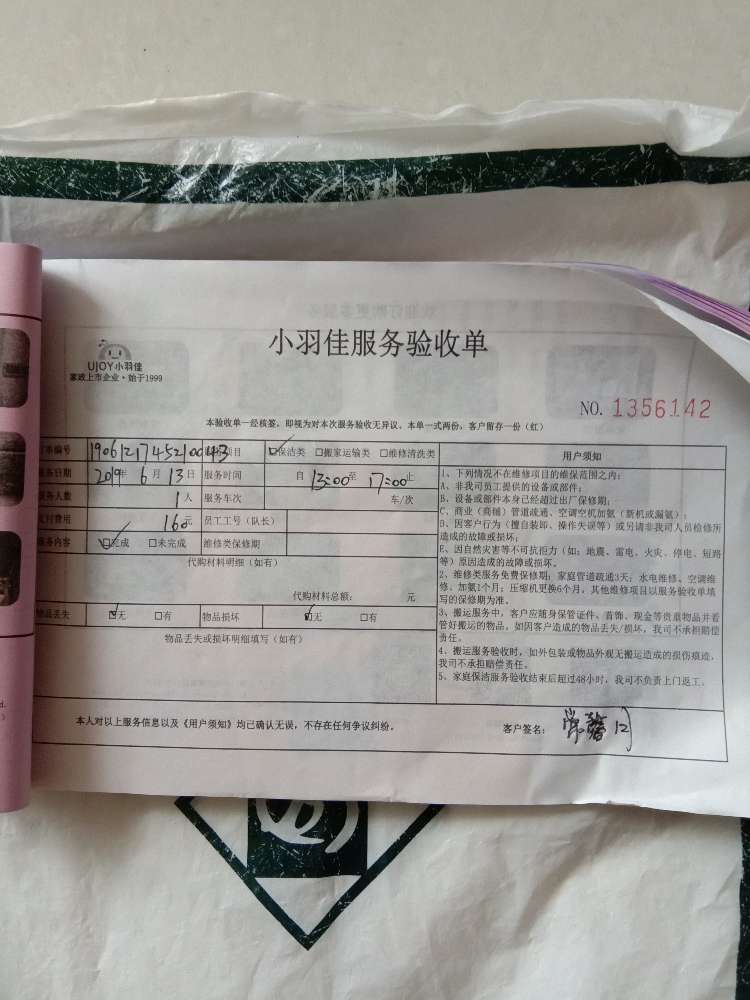 小羽佳服务验收单
UJOY小羽佳
家政上市企业·始于1999
NO. 1356142
本验收单一经核签，即视为对本次服务验收无异议。本单一式两份，客户留存一份（红）
单编号 1906121745210043 项目 ☑保洁类 □搬家运输类 □维修清洗类
务日期 2019年 6月 13日 服务时间 自 13:00 至 17:00 止
务人数 1人 服务车次 车/次
付费用 160元 员工工号（队长）
务内容 ☑完成 □未完成 维修类保修期
代购材料明细（如有）
代购材料总额： 元
物品丢失 ☑无 □有 物品损坏 ☑无 □有
物品丢失或损坏明细填写（如有）
用户须知
1、下列情况不在维修项目的维保范围之内：
A、非我司员工提供的设备或部件；
B、设备或部件本身已经超过出厂保修期；
C、商业（商铺）管道疏通、空调空机加氨（新机或漏氨）；
D、因客户行为（擅自装卸、操作失误等）或另请非我司人员检修所
造成的故障或损坏；
E、因自然灾害等不可抗拒力（如：地震、雷电、火灾、停电、短路
等）原因造成的故障或损坏。
2、维修类服务免费保修期：家庭管道疏通3天；水电维修、空调维
修、加氨1个月；压缩机更换6个月，其他维修项目以服务验收单填
写的保修期为准。
3、搬运服务中，客户应随身保管证件、首饰、现金等贵重物品并看
管好搬运的物品，如因客户造成的物品丢失/损坏，我司不承担赔偿
责任。
4、搬运服务验收时，如外包装或物品外观无搬运造成的损伤痕迹，
我司不承担赔偿责任。
5、家庭保洁服务验收结束后超过48小时，我司不负责上门返工。
本人对以上服务信息以及《用户须知》均已确认无误，不存在任何争议纠纷。
客户签名：